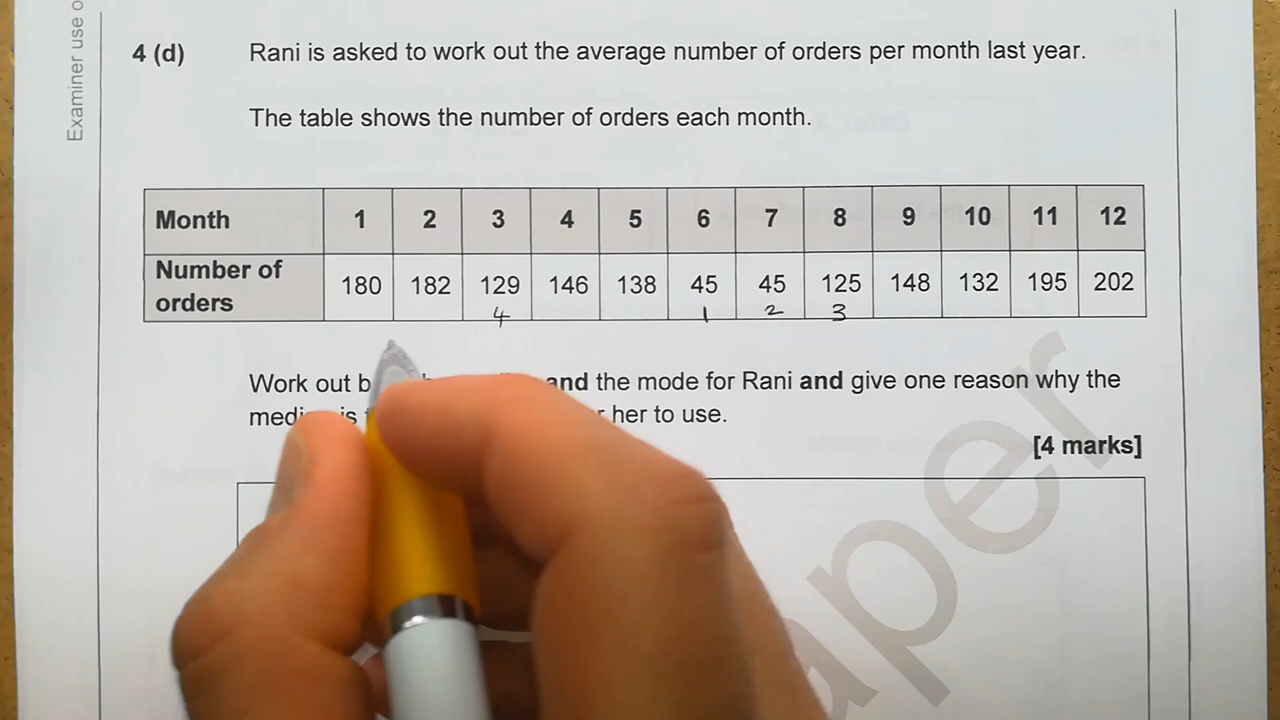 Examiner use o
4 (d) Rani is asked to work out the average number of orders per month last year.
The table shows the number of orders each month.
Month 1 2 3 4 5 6 7 8 9 10 11 12
Number of orders 180 182 129 146 138 45 45 125 148 132 195 202
4 1 2 3
Work out and the mode for Rani and give one reason why the
is her to use.
[4 marks]
aper